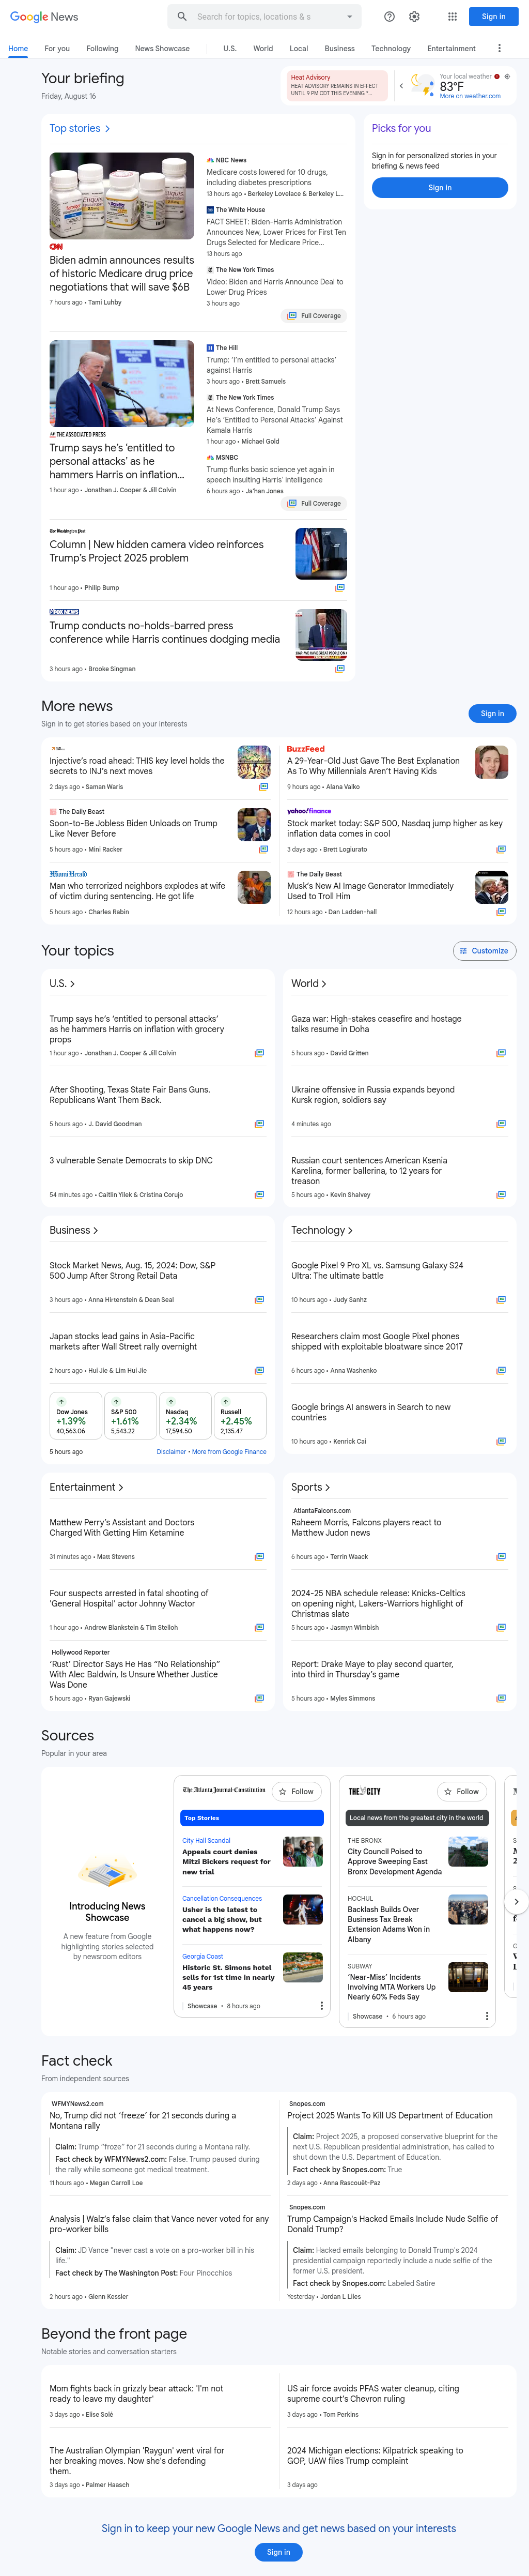 Google News
Search for topics, locations & s
Sign in
Home
For you
Following
News Showcase
U.S.
World
Local
Business
Technology
Entertainment
Your briefing
Friday, August 16
Heat Advisory
HEAT ADVISORY REMAINS IN EFFECT
UNTIL 9 PM CDT THIS EVENING *...
Your local weather
83°F
More on weather.com
Top stories
CNN
Biden admin announces results
of historic Medicare drug price
negotiations that will save $6B
7 hours ago • Tami Luhby
NBC News
Medicare costs lowered for 10 drugs,
including diabetes prescriptions
13 hours ago • Berkeley Lovelace & Berkeley L...
The White House
FACT SHEET: Biden-Harris Administration
Announces New, Lower Prices for First Ten
Drugs Selected for Medicare Price...
13 hours ago
The New York Times
Video: Biden and Harris Announce Deal to
Lower Drug Prices
3 hours ago
Full Coverage
Picks for you
Sign in for personalized stories in your
briefing & news feed
Sign in
AP THE ASSOCIATED PRESS
Trump says he's 'entitled to
personal attacks' as he
hammers Harris on inflation...
1 hour ago • Jonathan J. Cooper & Jill Colvin
The Hill
Trump: 'I'm entitled to personal attacks'
against Harris
3 hours ago • Brett Samuels
The New York Times
At News Conference, Donald Trump Says
He's 'Entitled to Personal Attacks' Against
Kamala Harris
1 hour ago • Michael Gold
MSNBC
Trump flunks basic science yet again in
speech insulting Harris' intelligence
6 hours ago • Ja'han Jones
Full Coverage
The Washington Post
Column | New hidden camera video reinforces
Trump's Project 2025 problem
1 hour ago • Philip Bump
FOX NEWS
Trump conducts no-holds-barred press
conference while Harris continues dodging media
3 hours ago • Brooke Singman
More news
Sign in to get stories based on your interests
Sign in
Injective's road ahead: THIS key level holds the
secrets to INJ's next moves
2 days ago • Saman Waris
BuzzFeed
A 29-Year-Old Just Gave The Best Explanation
As To Why Millennials Aren't Having Kids
9 hours ago • Alana Valko
The Daily Beast
Soon-to-Be Jobless Biden Unloads on Trump
Like Never Before
5 hours ago • Mini Racker
yahoo/finance
Stock market today: S&P 500, Nasdaq jump higher as key
inflation data comes in cool
3 days ago • Brett Logiurato
Miami Herald
Man who terrorized neighbors explodes at wife
of victim during sentencing. He got life
5 hours ago • Charles Rabin
The Daily Beast
Musk's New AI Image Generator Immediately
Used to Troll Him
12 hours ago • Dan Ladden-hall
Your topics
Customize
U.S.
Trump says he's 'entitled to personal attacks'
as he hammers Harris on inflation with grocery
props
1 hour ago • Jonathan J. Cooper & Jill Colvin
After Shooting, Texas State Fair Bans Guns.
Republicans Want Them Back.
5 hours ago • J. David Goodman
3 vulnerable Senate Democrats to skip DNC
54 minutes ago • Caitlin Yilek & Cristina Corujo
World
Gaza war: High-stakes ceasefire and hostage
talks resume in Doha
5 hours ago • David Gritten
Ukraine offensive in Russia expands beyond
Kursk region, soldiers say
4 minutes ago
Russian court sentences American Ksenia
Karelina, former ballerina, to 12 years for
treason
5 hours ago • Kevin Shalvey
Business
Stock Market News, Aug. 15, 2024: Dow, S&P
500 Jump After Strong Retail Data
3 hours ago • Anna Hirtenstein & Dean Seal
Japan stocks lead gains in Asia-Pacific
markets after Wall Street rally overnight
2 hours ago • Hui Jie & Lim Hui Jie
Dow Jones
+1.39%
40,563.06
S&P 500
+1.61%
5,543.22
Nasdaq
+2.34%
17,594.50
Russell
+2.45%
2,135.47
5 hours ago
Disclaimer • More from Google Finance
Technology
Google Pixel 9 Pro XL vs. Samsung Galaxy S24
Ultra: The ultimate battle
10 hours ago • Judy Sanhz
Researchers claim most Google Pixel phones
shipped with exploitable bloatware since 2017
6 hours ago • Anna Washenko
Google brings AI answers in Search to new
countries
10 hours ago • Kenrick Cai
Entertainment
Matthew Perry's Assistant and Doctors
Charged With Getting Him Ketamine
31 minutes ago • Matt Stevens
Four suspects arrested in fatal shooting of
'General Hospital' actor Johnny Wactor
1 hour ago • Andrew Blankstein & Tim Stelloh
Hollywood Reporter
'Rust' Director Says He Has "No Relationship"
With Alec Baldwin, Is Unsure Whether Justice
Was Done
5 hours ago • Ryan Gajewski
Sports
AtlantaFalcons.com
Raheem Morris, Falcons players react to
Matthew Judon news
6 hours ago • Terrin Waack
2024-25 NBA schedule release: Knicks-Celtics
on opening night, Lakers-Warriors highlight of
Christmas slate
5 hours ago • Jasmyn Wimbish
Report: Drake Maye to play second quarter,
into third in Thursday's game
5 hours ago • Myles Simmons
Sources
Popular in your area
Introducing News
Showcase
A new feature from Google
highlighting stories selected
by newsroom editors
The Atlanta Journal-Constitution
Follow
Top Stories
City Hall Scandal
Appeals court denies
Mitzi Bickers request for
new trial
Cancellation Consequences
Usher is the latest to
cancel a big show, but
what happens now?
Georgia Coast
Historic St. Simons hotel
sells for 1st time in nearly
45 years
Showcase • 8 hours ago
THE CITY
Follow
Local news from the greatest city in the world
THE BRONX
City Council Poised to
Approve Sweeping East
Bronx Development Agenda
HOCHUL
Backlash Builds Over
Business Tax Break
Extension Adams Won in
Albany
SUBWAY
'Near-Miss' Incidents
Involving MTA Workers Up
Nearly 60% Feds Say
Showcase • 6 hours ago
Fact check
From independent sources
WFMYNews2.com
No, Trump did not 'freeze' for 21 seconds during a
Montana rally
Claim: Trump "froze" for 21 seconds during a Montana rally.
Fact check by WFMYNews2.com: False. Trump paused during
the rally while someone got medical treatment.
11 hours ago • Megan Carroll Loe
Snopes.com
Project 2025 Wants To Kill US Department of Education
Claim: Project 2025, a proposed conservative blueprint for the
next U.S. Republican presidential administration, has called to
shut down the U.S. Department of Education.
Fact check by Snopes.com: True
2 days ago • Anna Rascouët-Paz
Analysis | Walz's false claim that Vance never voted for any
pro-worker bills
Claim: JD Vance "never cast a vote on a pro-worker bill in his
life."
Fact check by The Washington Post: Four Pinocchios
2 hours ago • Glenn Kessler
Snopes.com
Trump Campaign's Hacked Emails Include Nude Selfie of
Donald Trump?
Claim: Hacked emails belonging to Donald Trump's 2024
presidential campaign reportedly include a nude selfie of the
former U.S. president.
Fact check by Snopes.com: Labeled Satire
Yesterday • Jordan L Liles
Beyond the front page
Notable stories and conversation starters
Mom fights back in grizzly bear attack: 'I'm not
ready to leave my daughter'
3 days ago • Elise Solé
US air force avoids PFAS water cleanup, citing
supreme court's Chevron ruling
3 days ago • Tom Perkins
The Australian Olympian 'Raygun' went viral for
her breaking moves. Now she's defending
them.
3 days ago • Palmer Haasch
2024 Michigan elections: Kilpatrick speaking to
GOP, UAW files Trump complaint
3 days ago
Sign in to keep your new Google News and get news based on your interests
Sign in